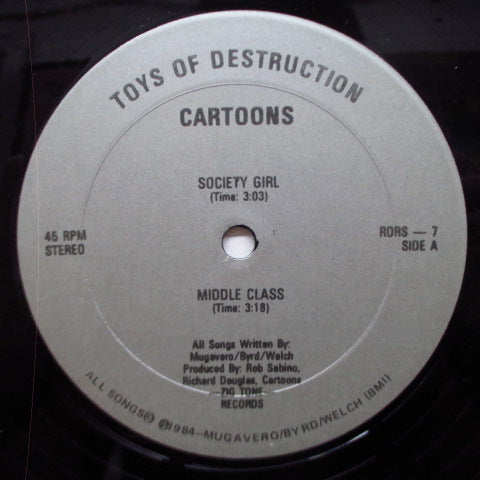 TOYS OF DESTRUCTION
CARTOONS
SOCIETY GIRL
(Time: 3:03)
45 RPM
STEREO
RDRS — 7
SIDE A
MIDDLE CLASS
(Time: 3:18)
All Songs Written By:
Mugavero/Byrd/Welch
Produced By: Rob Sabino,
Richard Douglas, Cartoons
ZIG TONE
RECORDS
ALL SONGS© ℗1984—MUGAVERO/BYRD/WELCH (BMI)